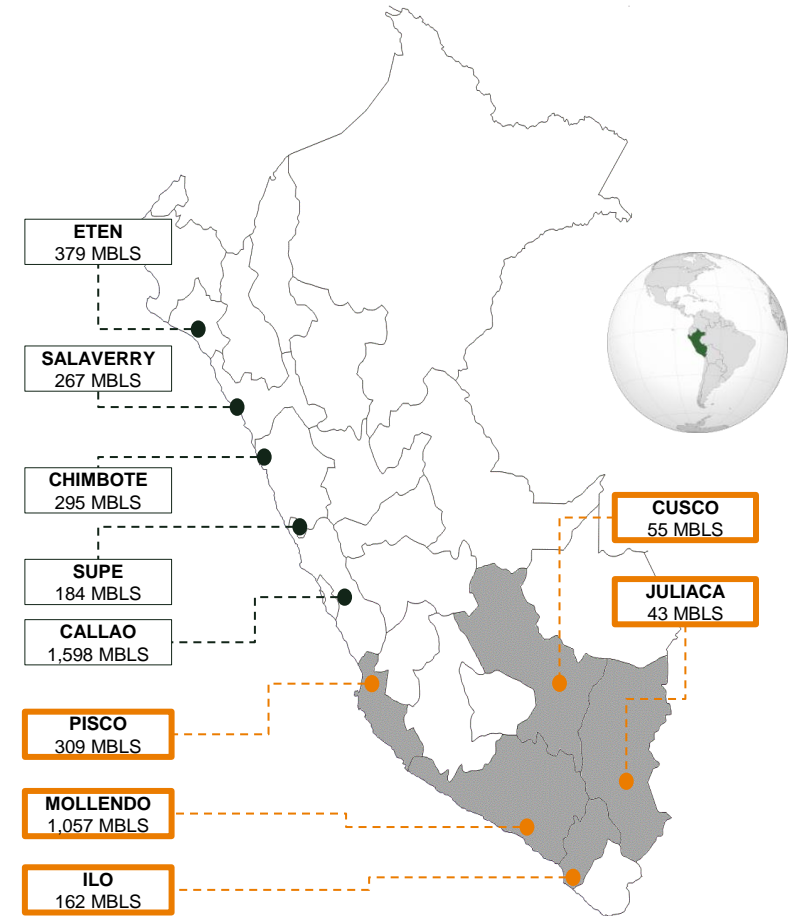 ETEN
379 MBLS
SALAVERRY
267 MBLS
CHIMBOTE
295 MBLS
SUPE
184 MBLS
CALLAO
1,598 MBLS
PISCO
309 MBLS
MOLLENDO
1,057 MBLS
ILO
162 MBLS
CUSCO
55 MBLS
JULIACA
43 MBLS